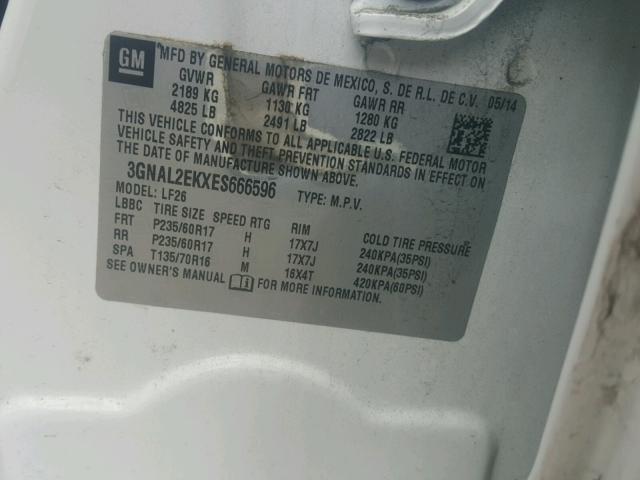 GM
MFD BY GENERAL MOTORS DE MEXICO, S. DE R.L. DE C.V. 05/14
GVWR GAWR FRT GAWR RR
2189 KG 1130 KG 1280 KG
4825 LB 2491 LB 2822 LB
THIS VEHICLE CONFORMS TO ALL APPLICABLE U.S. FEDERAL MOTOR
VEHICLE SAFETY AND THEFT PREVENTION STANDARDS IN EFFECT ON
THE DATE OF MANUFACTURE SHOWN ABOVE.
3GNAL2EKXES666596 TYPE: M.P.V.
MODEL: LF26
LBBC TIRE SIZE SPEED RTG RIM COLD TIRE PRESSURE
FRT P235/60R17 H 17X7J 240KPA(35PSI)
RR P235/60R17 H 17X7J 240KPA(35PSI)
SPA T135/70R16 M 16X4T 420KPA(60PSI)
SEE OWNER'S MANUAL FOR MORE INFORMATION.